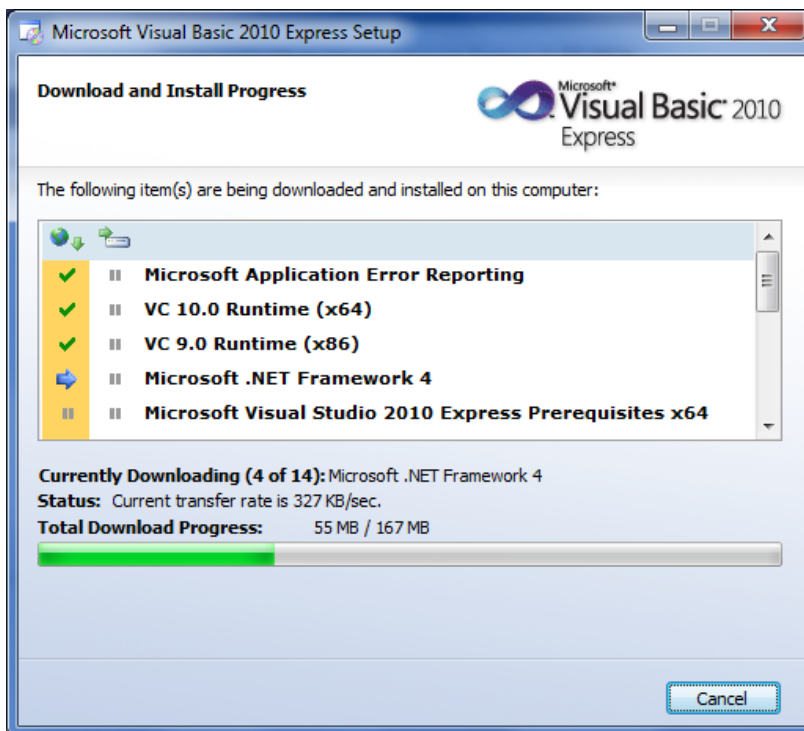 Microsoft Visual Basic 2010 Express Setup
Download and Install Progress
Microsoft®
Visual Basic® 2010
Express
The following item(s) are being downloaded and installed on this computer:
Microsoft Application Error Reporting
VC 10.0 Runtime (x64)
VC 9.0 Runtime (x86)
Microsoft .NET Framework 4
Microsoft Visual Studio 2010 Express Prerequisites x64
Currently Downloading (4 of 14): Microsoft .NET Framework 4
Status: Current transfer rate is 327 KB/sec.
Total Download Progress: 55 MB / 167 MB
Cancel